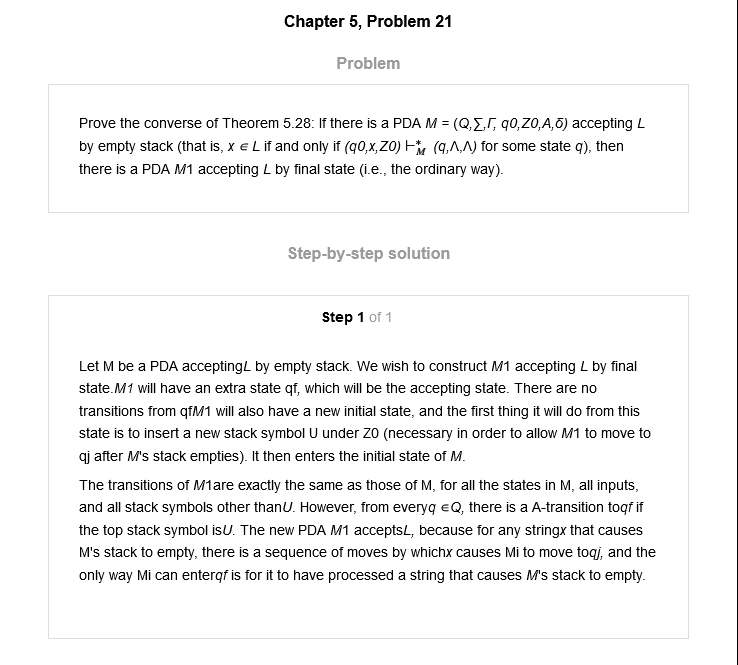 Chapter 5, Problem 21
Problem
Prove the converse of Theorem 5.28: If there is a PDA M = (Q,∑,Γ, q0,Z0,A,δ) accepting L
by empty stack (that is, x ∈ L if and only if (q0,x,Z0) ⊢*M (q,Λ,Λ) for some state q), then
there is a PDA M1 accepting L by final state (i.e., the ordinary way).
Step-by-step solution
Step 1 of 1
Let M be a PDA acceptingL by empty stack. We wish to construct M1 accepting L by final
state.M1 will have an extra state qf, which will be the accepting state. There are no
transitions from qfM1 will also have a new initial state, and the first thing it will do from this
state is to insert a new stack symbol U under Z0 (necessary in order to allow M1 to move to
qj after M's stack empties). It then enters the initial state of M.
The transitions of M1are exactly the same as those of M, for all the states in M, all inputs,
and all stack symbols other thanU. However, from everyq ∈Q, there is a A-transition toqf if
the top stack symbol isU. The new PDA M1 acceptsL, because for any stringx that causes
M's stack to empty, there is a sequence of moves by whichx causes Mi to move toqj, and the
only way Mi can enterqf is for it to have processed a string that causes M's stack to empty.